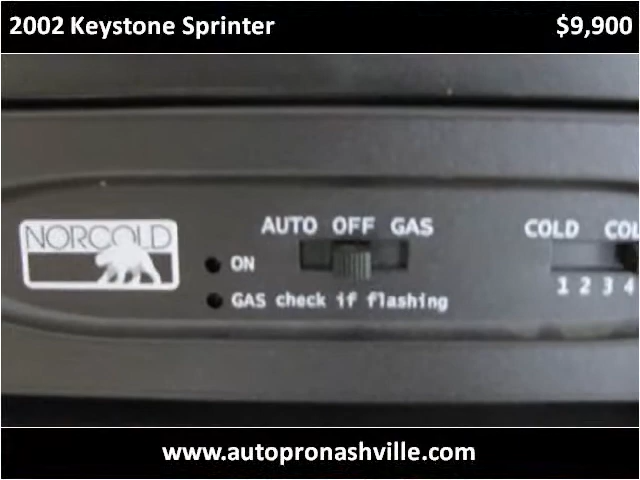 2002 Keystone Sprinter $9,900
NORCOLD
AUTO OFF GAS
ON
GAS check if flashing
COLD COL
1 2 3 4
www.autopronashville.com